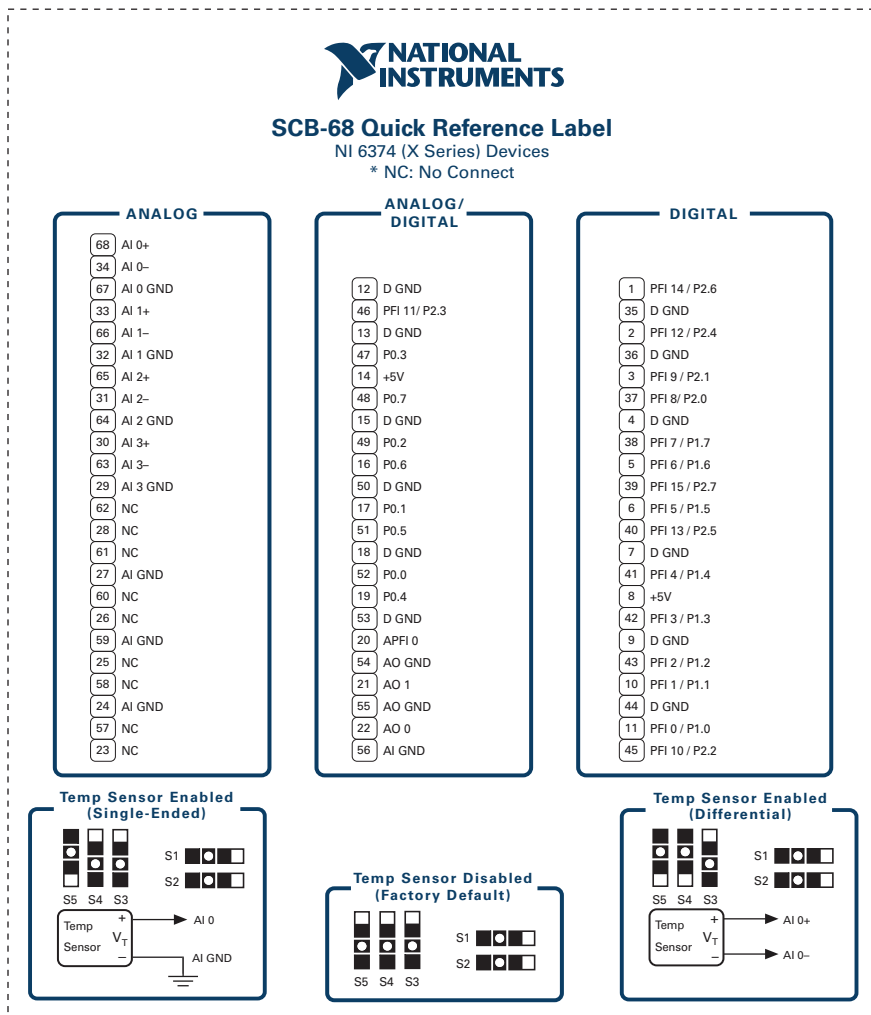 NATIONAL
INSTRUMENTS
SCB-68 Quick Reference Label
NI 6374 (X Series) Devices
* NC: No Connect
ANALOG
68 AI 0+
34 AI 0–
67 AI 0 GND
33 AI 1+
66 AI 1–
32 AI 1 GND
65 AI 2+
31 AI 2–
64 AI 2 GND
30 AI 3+
63 AI 3–
29 AI 3 GND
62 NC
28 NC
61 NC
27 AI GND
60 NC
26 NC
59 AI GND
25 NC
58 NC
24 AI GND
57 NC
23 NC
ANALOG/
DIGITAL
12 D GND
46 PFI 11/ P2.3
13 D GND
47 P0.3
14 +5V
48 P0.7
15 D GND
49 P0.2
16 P0.6
50 D GND
17 P0.1
51 P0.5
18 D GND
52 P0.0
19 P0.4
53 D GND
20 APFI 0
54 AO GND
21 AO 1
55 AO GND
22 AO 0
56 AI GND
DIGITAL
1 PFI 14 / P2.6
35 D GND
2 PFI 12 / P2.4
36 D GND
3 PFI 9 / P2.1
37 PFI 8/ P2.0
4 D GND
38 PFI 7 / P1.7
5 PFI 6 / P1.6
39 PFI 15 / P2.7
6 PFI 5 / P1.5
40 PFI 13 / P2.5
7 D GND
41 PFI 4 / P1.4
8 +5V
42 PFI 3 / P1.3
9 D GND
43 PFI 2 / P1.2
10 PFI 1 / P1.1
44 D GND
11 PFI 0 / P1.0
45 PFI 10 / P2.2
Temp Sensor Enabled
(Single-Ended)
S1
S2
S5 S4 S3
Temp
Sensor
+
VT
–
AI 0
AI GND
Temp Sensor Disabled
(Factory Default)
S1
S2
S5 S4 S3
Temp Sensor Enabled
(Differential)
S1
S2
S5 S4 S3
Temp
Sensor
+
VT
–
AI 0+
AI 0–